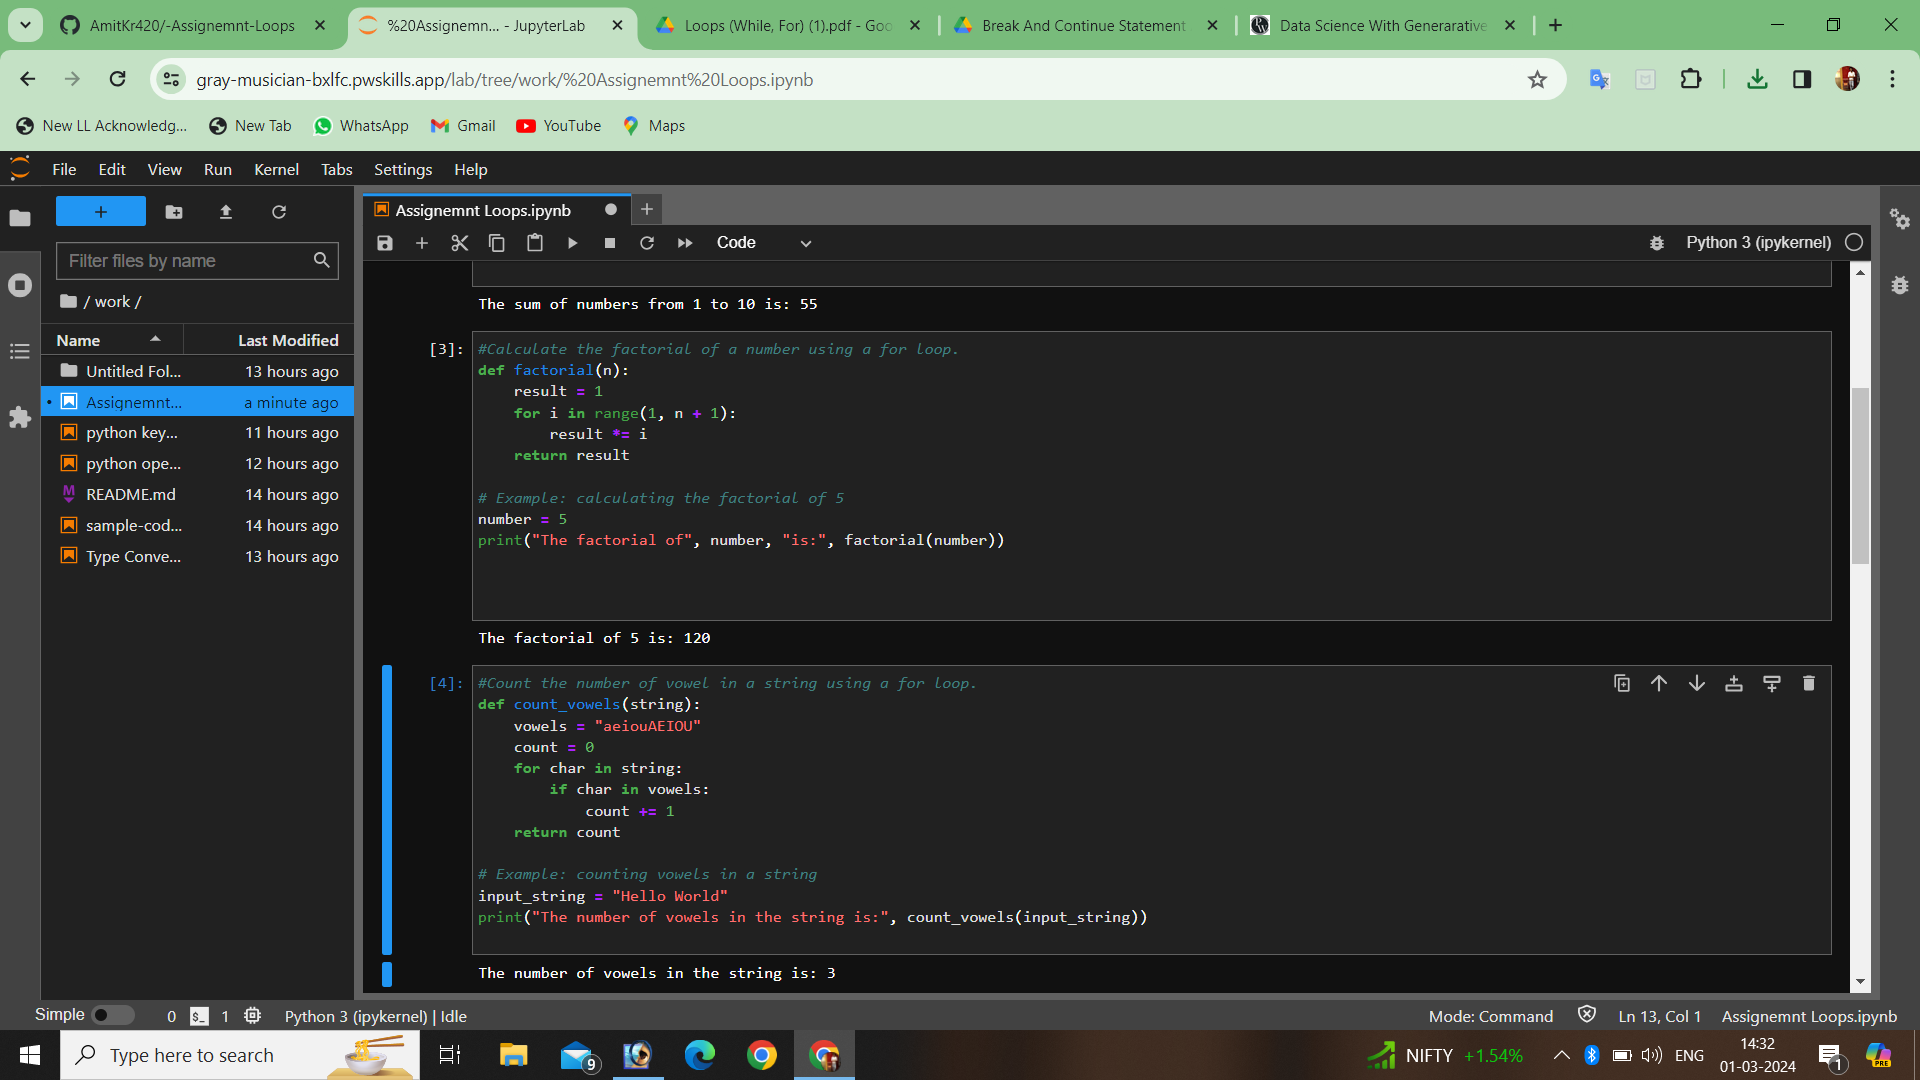 AmitKr420/-Assignemnt-Loops
%20Assignemn... - JupyterLab
Loops (While, For) (1).pdf - Goo
Break And Continue Statement
Data Science With Generarative
gray-musician-bxlfc.pwskills.app/lab/tree/work/%20Assignemnt%20Loops.ipynb
New LL Acknowledg...
New Tab
WhatsApp
Gmail
YouTube
Maps
File Edit View Run Kernel Tabs Settings Help
+
Assignemnt Loops.ipynb
Code
Python 3 (ipykernel)
Filter files by name
/ work /
Name Last Modified
Untitled Fol... 13 hours ago
Assignemnt... a minute ago
python key... 11 hours ago
python ope... 12 hours ago
README.md 14 hours ago
sample-cod... 14 hours ago
Type Conve... 13 hours ago
The sum of numbers from 1 to 10 is: 55
[3]:
#Calculate the factorial of a number using a for loop.
def factorial(n):
    result = 1
    for i in range(1, n + 1):
        result *= i
    return result
# Example: calculating the factorial of 5
number = 5
print("The factorial of", number, "is:", factorial(number))
The factorial of 5 is: 120
[4]:
#Count the number of vowel in a string using a for loop.
def count_vowels(string):
    vowels = "aeiouAEIOU"
    count = 0
    for char in string:
        if char in vowels:
            count += 1
    return count
# Example: counting vowels in a string
input_string = "Hello World"
print("The number of vowels in the string is:", count_vowels(input_string))
The number of vowels in the string is: 3
Simple 0 $_ 1 Python 3 (ipykernel) | Idle
Mode: Command Ln 13, Col 1 Assignemnt Loops.ipynb
Type here to search
9
NIFTY +1.54%
ENG
14:32
01-03-2024
1
PRE